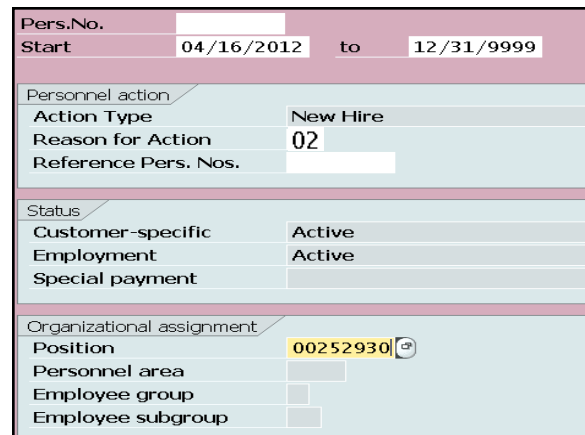 Pers.No.
Start 04/16/2012 to 12/31/9999
Personnel action
Action Type New Hire
Reason for Action 02
Reference Pers. Nos.
Status
Customer-specific Active
Employment Active
Special payment
Organizational assignment
Position 00252930
Personnel area
Employee group
Employee subgroup